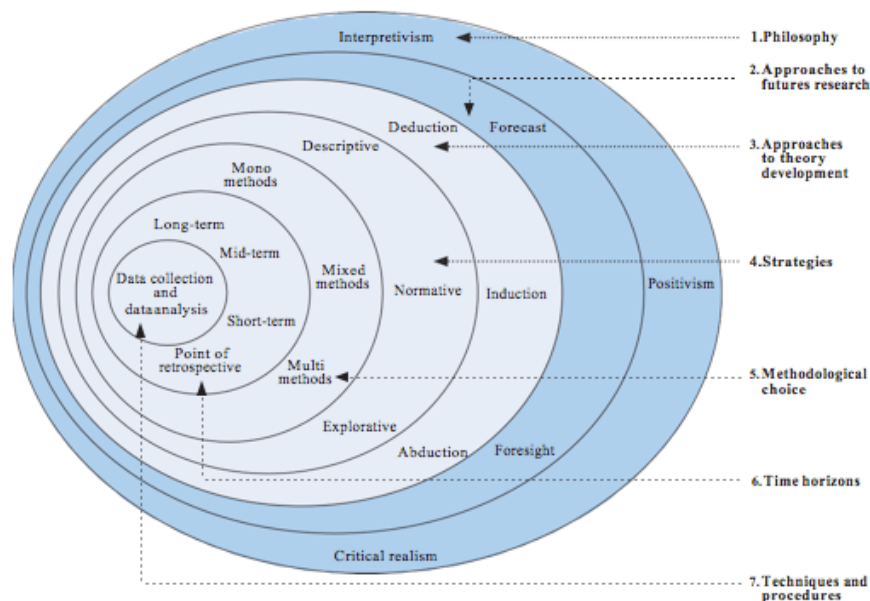 Interpretivism
1.Philosophy
2. Approaches to
futures research
Deduction
Forecast
3. Approaches
to theory
development
Descriptive
Mono
methods
Long-term
Mid-term
4.Strategies
Data collection
and
dataanalysis
Mixed
methods
Normative
Induction
Positivism
Short-term
Point of
retrospective
Multi
methods
5. Methodological
choice
Explorative
Abduction
Foresight
6.Time horizons
Critical realism
7.Techniques and
procedures